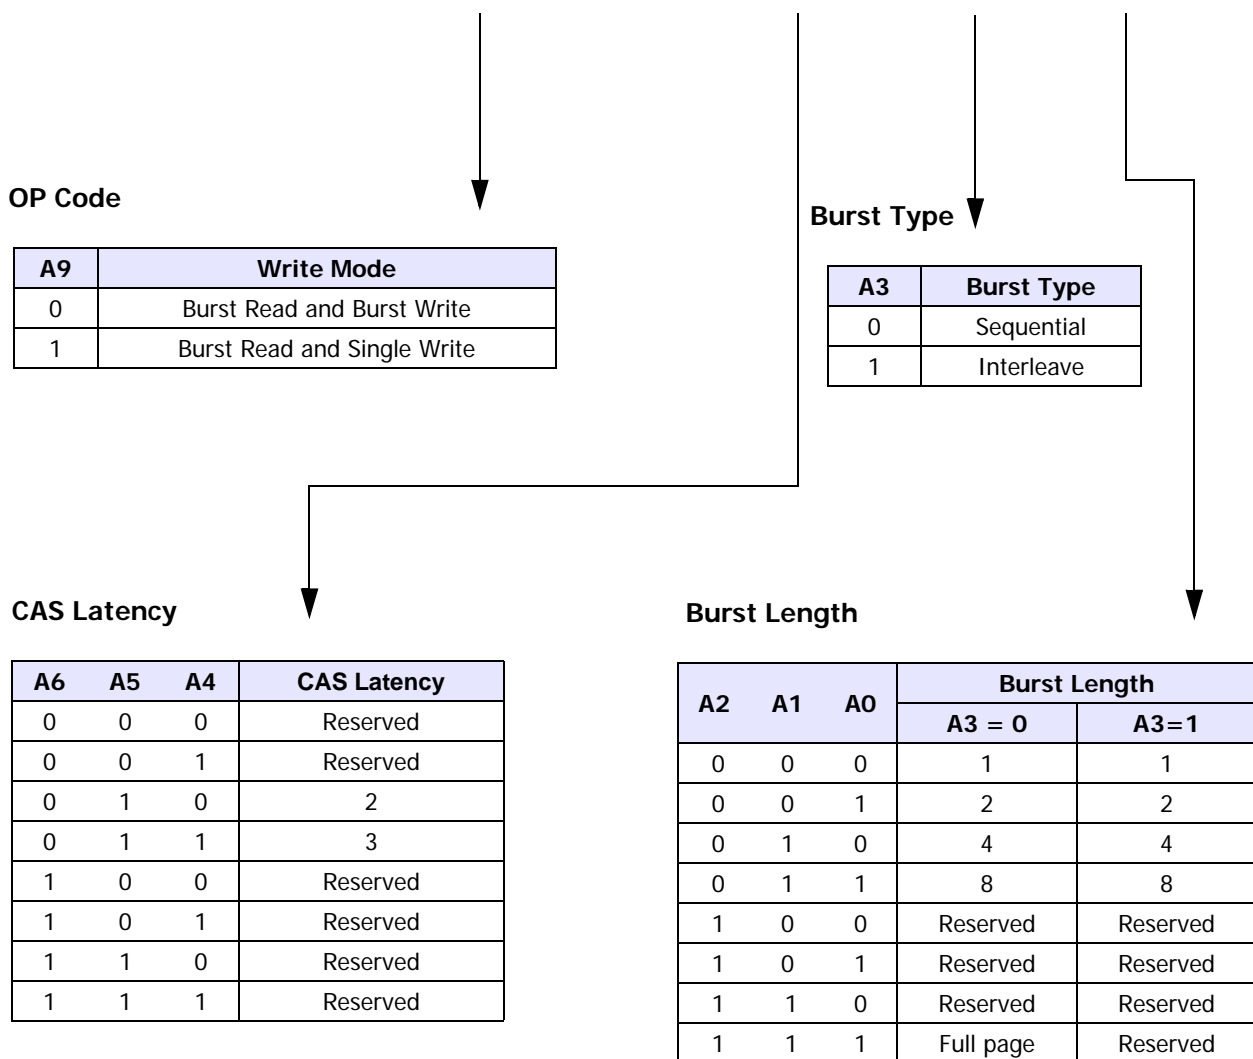 OP Code
A9 Write Mode
0 Burst Read and Burst Write
1 Burst Read and Single Write
Burst Type
A3 Burst Type
0 Sequential
1 Interleave
CAS Latency
A6 A5 A4 CAS Latency
0 0 0 Reserved
0 0 1 Reserved
0 1 0 2
0 1 1 3
1 0 0 Reserved
1 0 1 Reserved
1 1 0 Reserved
1 1 1 Reserved
Burst Length
A2 A1 A0 Burst Length
A3 = 0 A3=1
0 0 0 1 1
0 0 1 2 2
0 1 0 4 4
0 1 1 8 8
1 0 0 Reserved Reserved
1 0 1 Reserved Reserved
1 1 0 Reserved Reserved
1 1 1 Full page Reserved